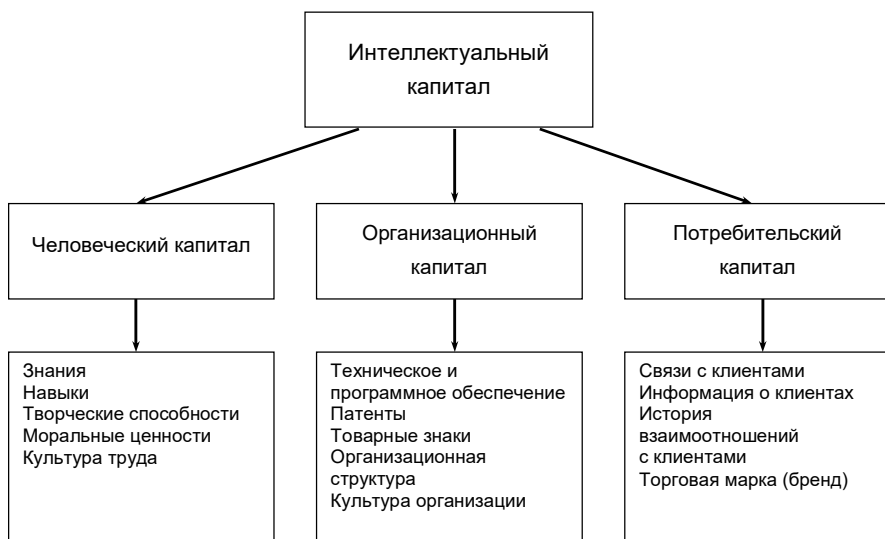 Интеллектуальный
капитал
Человеческий капитал
Организационный
капитал
Потребительский
капитал
Знания
Навыки
Творческие способности
Моральные ценности
Культура труда
Техническое и
программное обеспечение
Патенты
Товарные знаки
Организационная
структура
Культура организации
Связи с клиентами
Информация о клиентах
История
взаимоотношений
с клиентами
Торговая марка (бренд)